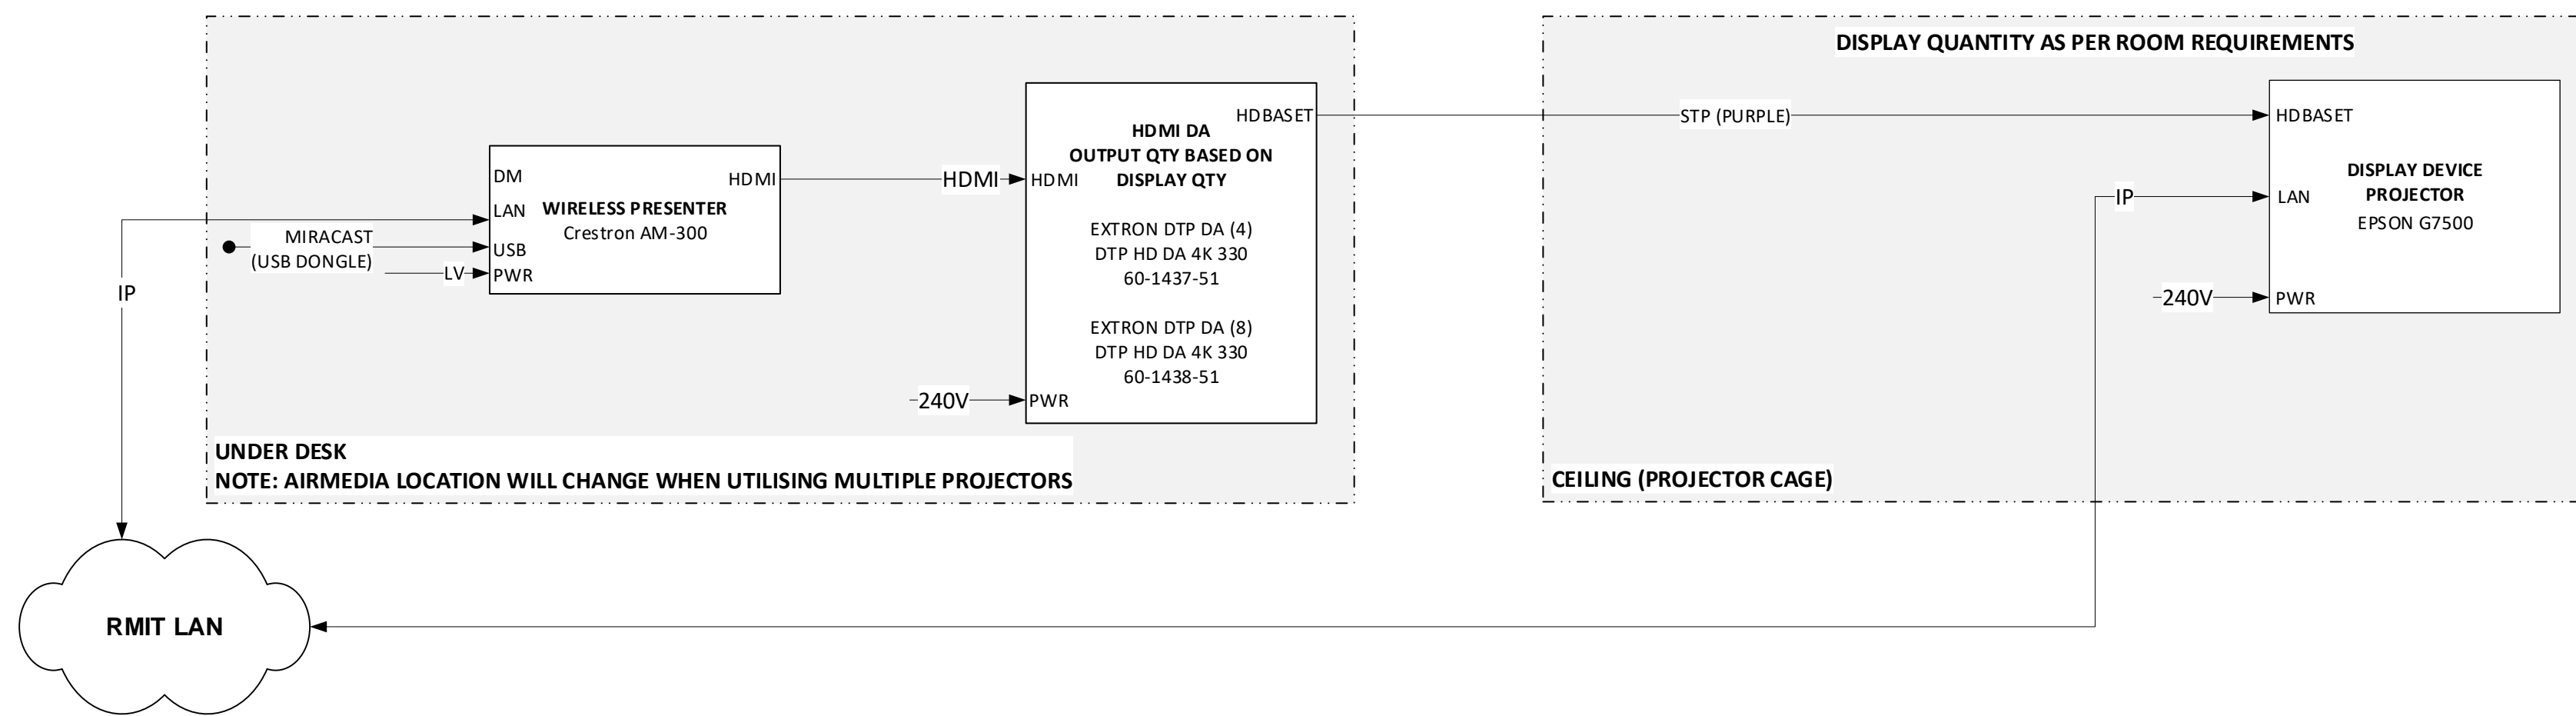 DISPLAY QUANTITY AS PER ROOM REQUIREMENTS
DM
LAN
USB
PWR
HDMI
WIRELESS PRESENTER
Crestron AM-300
MIRACAST
(USB DONGLE)
LV
IP
HDMI
HDBASET
HDMI DA
OUTPUT QTY BASED ON
DISPLAY QTY
HDMI
EXTRON DTP DA (4)
DTP HD DA 4K 330
60-1437-51
EXTRON DTP DA (8)
DTP HD DA 4K 330
60-1438-51
240V
PWR
UNDER DESK
NOTE: AIRMEDIA LOCATION WILL CHANGE WHEN UTILISING MULTIPLE PROJECTORS
STP (PURPLE)
HDBASET
DISPLAY DEVICE
PROJECTOR
EPSON G7500
IP
LAN
240V
PWR
CEILING (PROJECTOR CAGE)
RMIT LAN